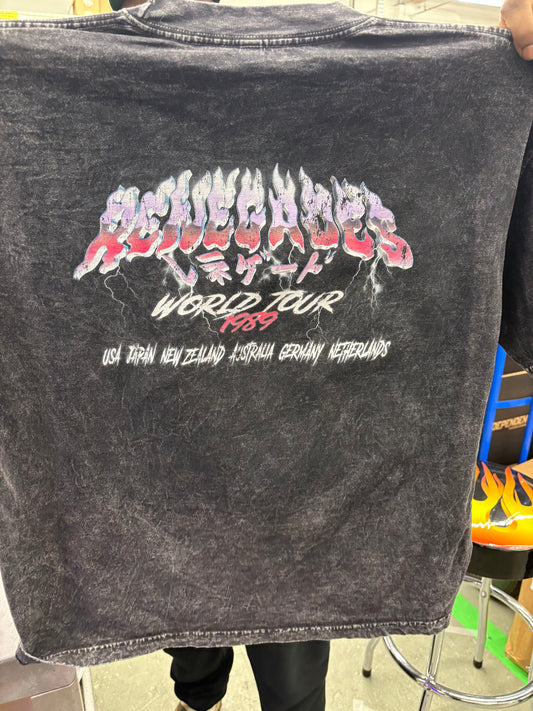 RENEGADES
レネゲード
WORLD TOUR
1989
USA JAPAN NEW ZEALAND AUSTRALIA GERMANY NETHERLANDS